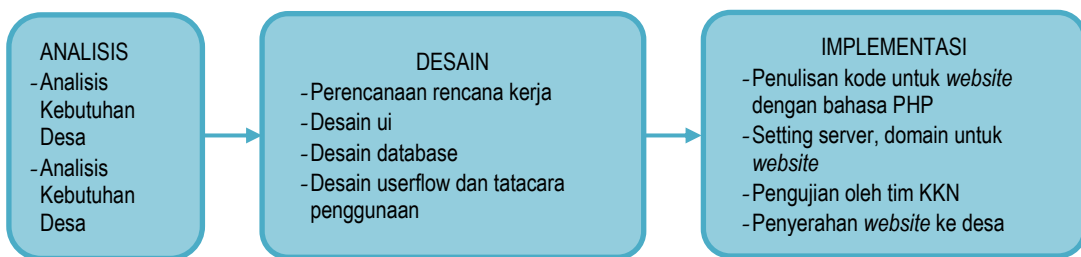 ANALISIS
-Analisis
Kebutuhan
Desa
-Analisis
Kebutuhan
Desa
DESAIN
-Perencanaan rencana kerja
-Desain ui
-Desain database
-Desain userflow dan tatacara
penggunaan
IMPLEMENTASI
-Penulisan kode untuk website
dengan bahasa PHP
-Setting server, domain untuk
website
-Pengujian oleh tim KKN
-Penyerahan website ke desa